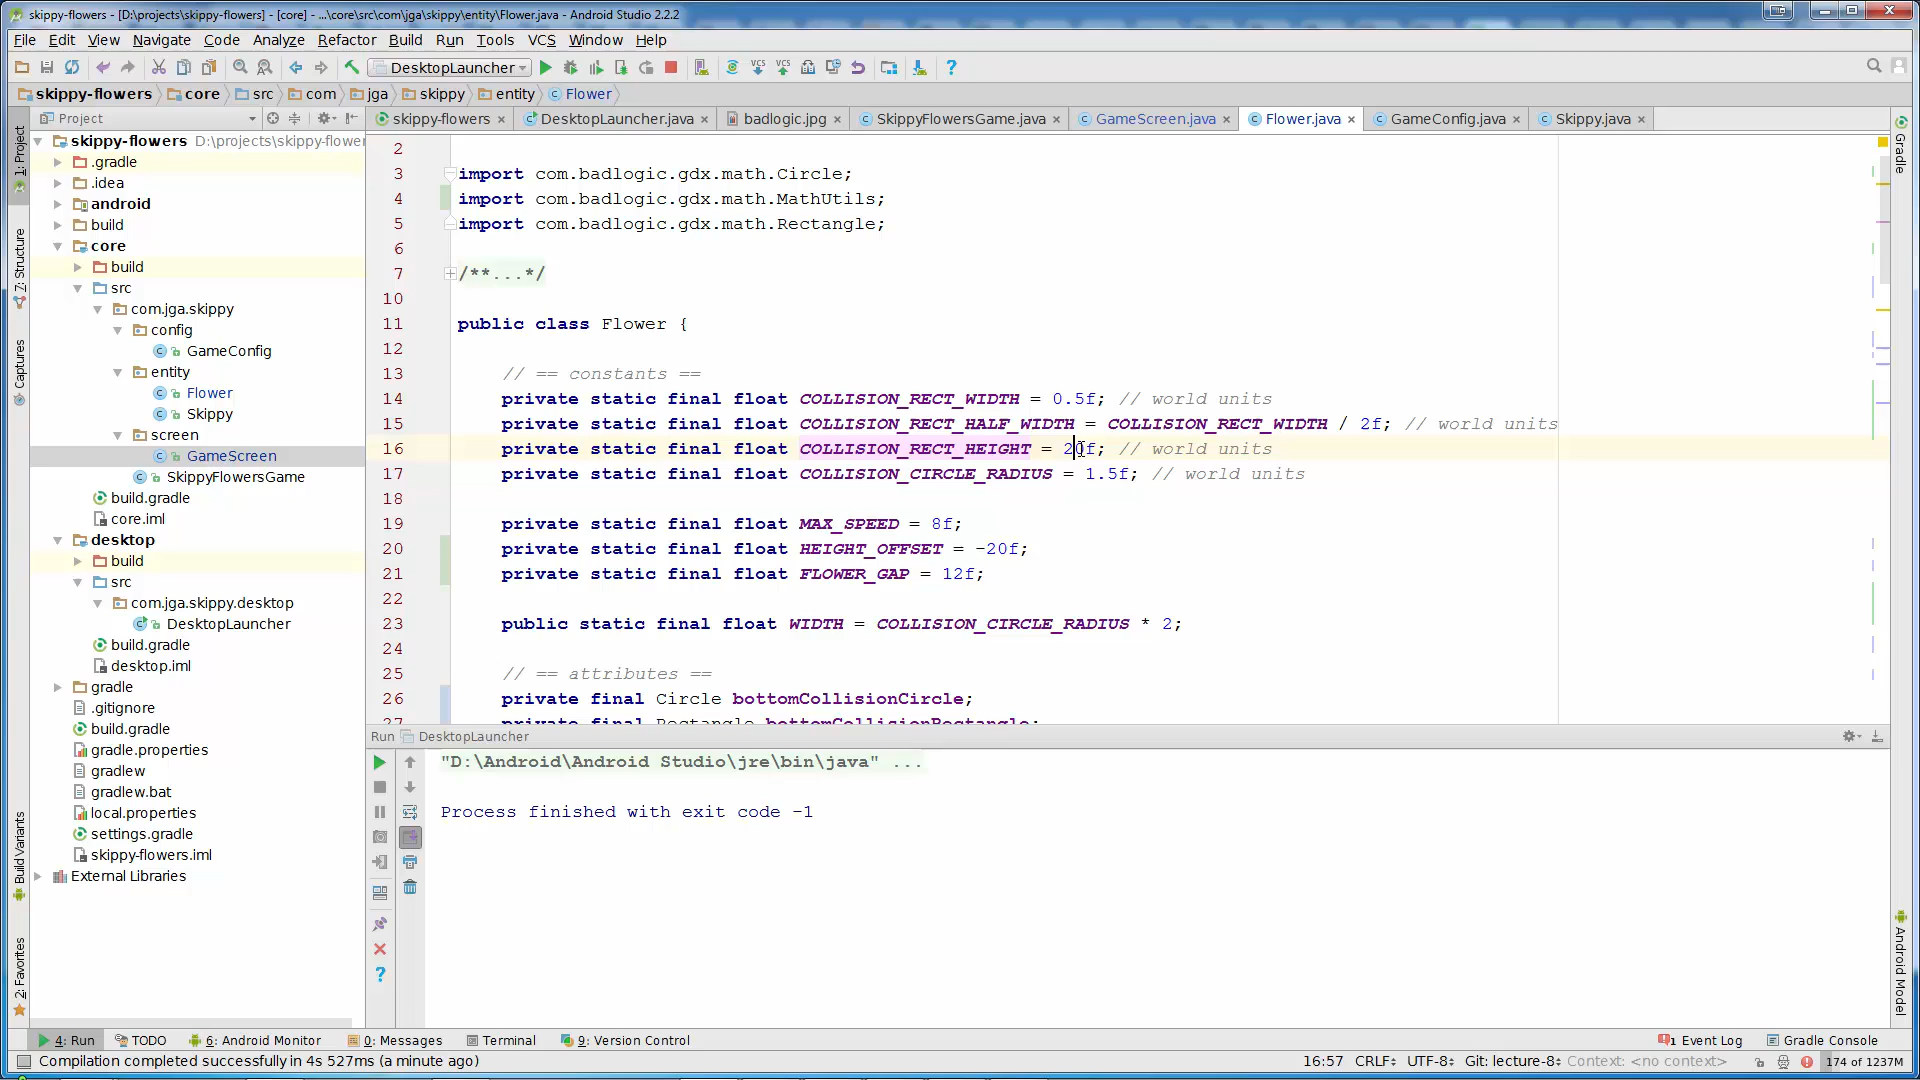 skippy-flowers - [D:\projects\skippy-flowers] - [core] - ...\core\src\com\jga\skippy\entity\Flower.java - Android Studio 2.2.2
File Edit View Navigate Code Analyze Refactor Build Run Tools VCS Window Help
DesktopLauncher
skippy-flowers core src com jga skippy entity Flower
Project
skippy-flowers DesktopLauncher.java badlogic.jpg SkippyFlowersGame.java GameScreen.java Flower.java GameConfig.java Skippy.java
1: Project
7: Structure
Captures
Build Variants
2: Favorites
skippy-flowers D:\projects\skippy-flower
.gradle
.idea
android
build
core
build
src
com.jga.skippy
config
GameConfig
entity
Flower
Skippy
screen
GameScreen
SkippyFlowersGame
build.gradle
core.iml
desktop
build
src
com.jga.skippy.desktop
DesktopLauncher
build.gradle
desktop.iml
gradle
.gitignore
build.gradle
gradle.properties
gradlew
gradlew.bat
local.properties
settings.gradle
skippy-flowers.iml
External Libraries
2
3 import com.badlogic.gdx.math.Circle;
4 import com.badlogic.gdx.math.MathUtils;
5 import com.badlogic.gdx.math.Rectangle;
6
7 /**...*/
10
11 public class Flower {
12
13 // == constants ==
14 private static final float COLLISION_RECT_WIDTH = 0.5f; // world units
15 private static final float COLLISION_RECT_HALF_WIDTH = COLLISION_RECT_WIDTH / 2f; // world units
16 private static final float COLLISION_RECT_HEIGHT = 20f; // world units
17 private static final float COLLISION_CIRCLE_RADIUS = 1.5f; // world units
18
19 private static final float MAX_SPEED = 8f;
20 private static final float HEIGHT_OFFSET = -20f;
21 private static final float FLOWER_GAP = 12f;
22
23 public static final float WIDTH = COLLISION_CIRCLE_RADIUS * 2;
24
25 // == attributes ==
26 private final Circle bottomCollisionCircle;
27 private final Rectangle bottomCollisionRectangle;
Gradle
Android Model
Run DesktopLauncher
"D:\Android\Android Studio\jre\bin\java" ...
Process finished with exit code -1
4: Run TODO 6: Android Monitor 0: Messages Terminal 9: Version Control 1 Event Log Gradle Console
Compilation completed successfully in 4s 527ms (a minute ago) 16:57 CRLF UTF-8 Git: lecture-8 Context: <no context> 174 of 1237M